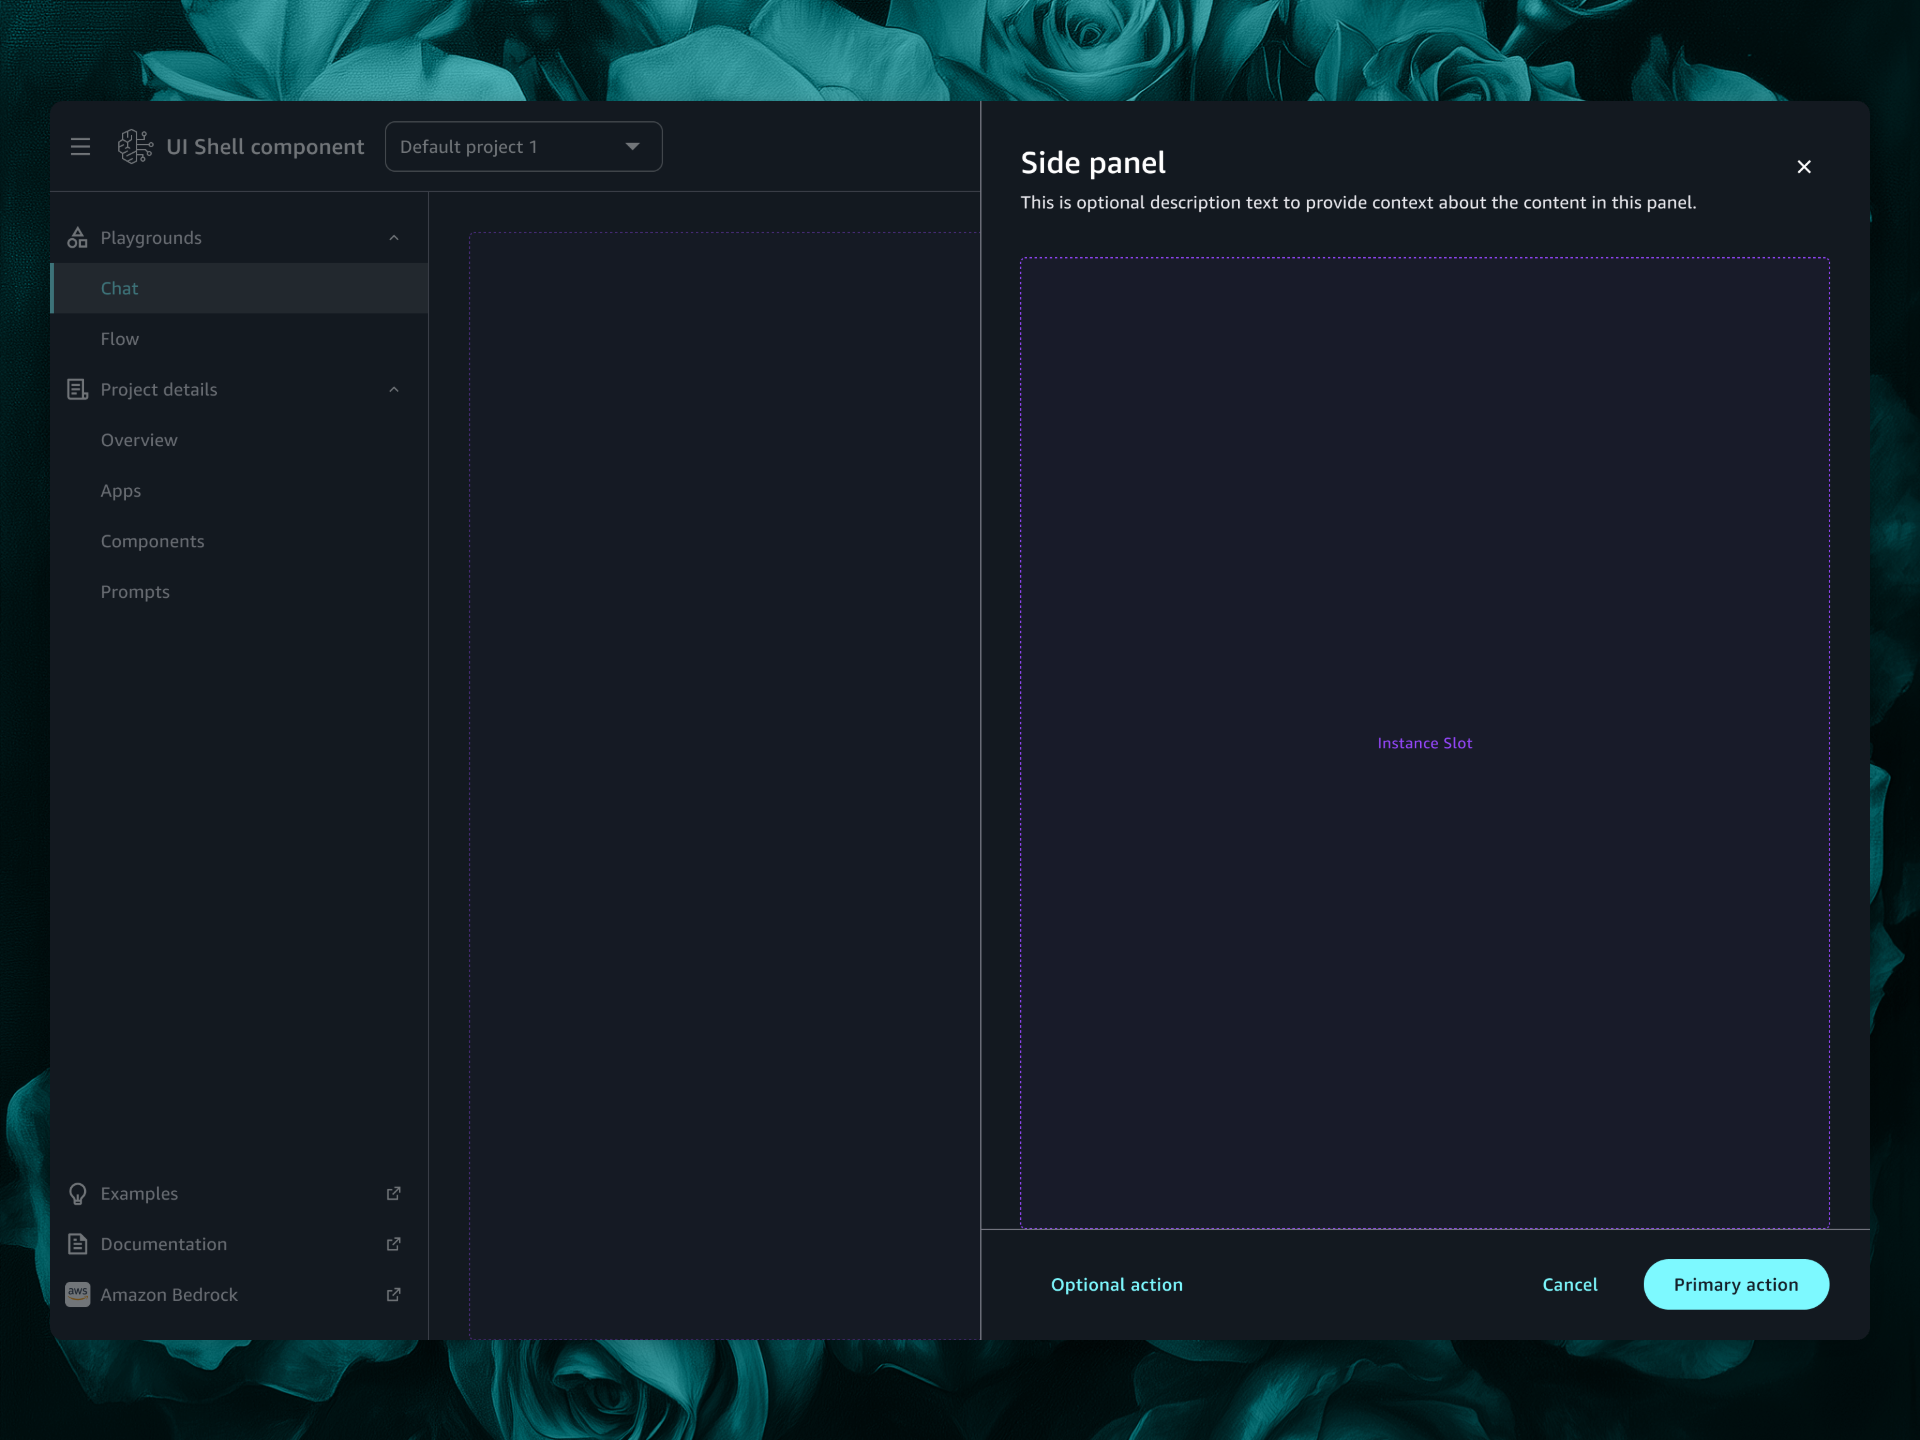 UI Shell component
Default project 1
Playgrounds
Chat
Flow
Project details
Overview
Apps
Components
Prompts
Examples
Documentation
aws
Amazon Bedrock
Side panel
This is optional description text to provide context about the content in this panel.
Instance Slot
Optional action
Cancel
Primary action